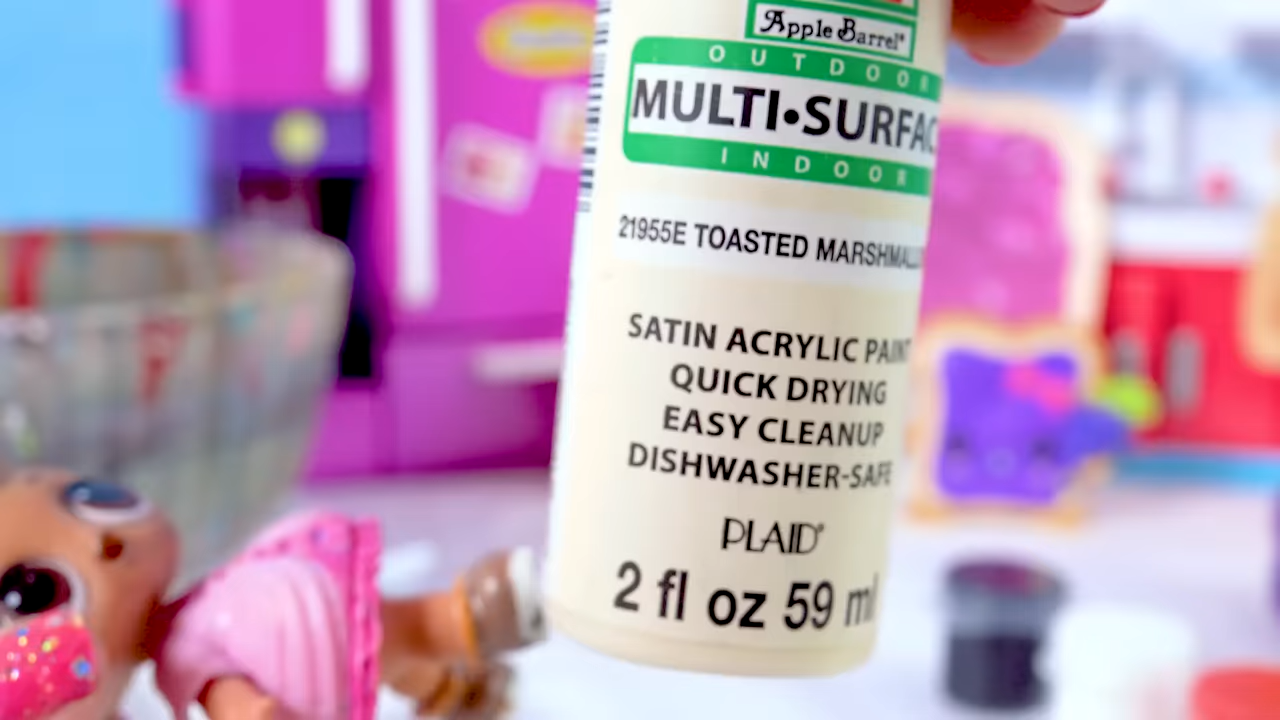 Apple Barrel®
OUTDOOR
MULTI•SURFAC
INDOOR
21955E TOASTED MARSHMALL
SATIN ACRYLIC PAINT
QUICK DRYING
EASY CLEANUP
DISHWASHER-SAFE
PLAID®
2 fl oz 59 ml